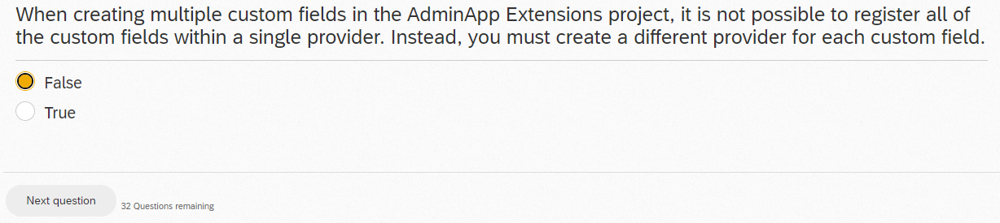 When creating multiple custom fields in the AdminApp Extensions project, it is not possible to register all of
the custom fields within a single provider. Instead, you must create a different provider for each custom field.
False
True
Next question
32 Questions remaining